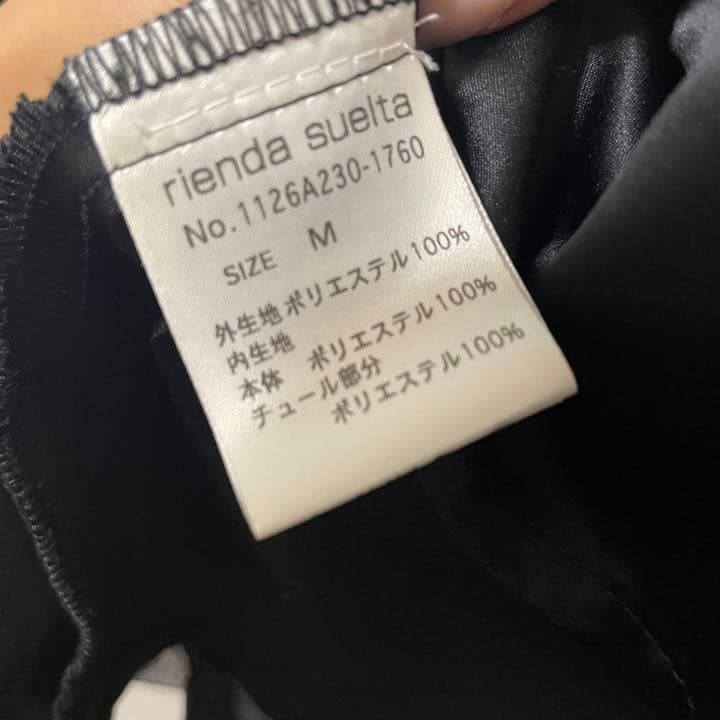 rienda suelta
No.1126A230-1760
SIZE M
外生地 ポリエステル100%
内生地
本体 ポリエステル100%
チュール部分
ポリエステル100%